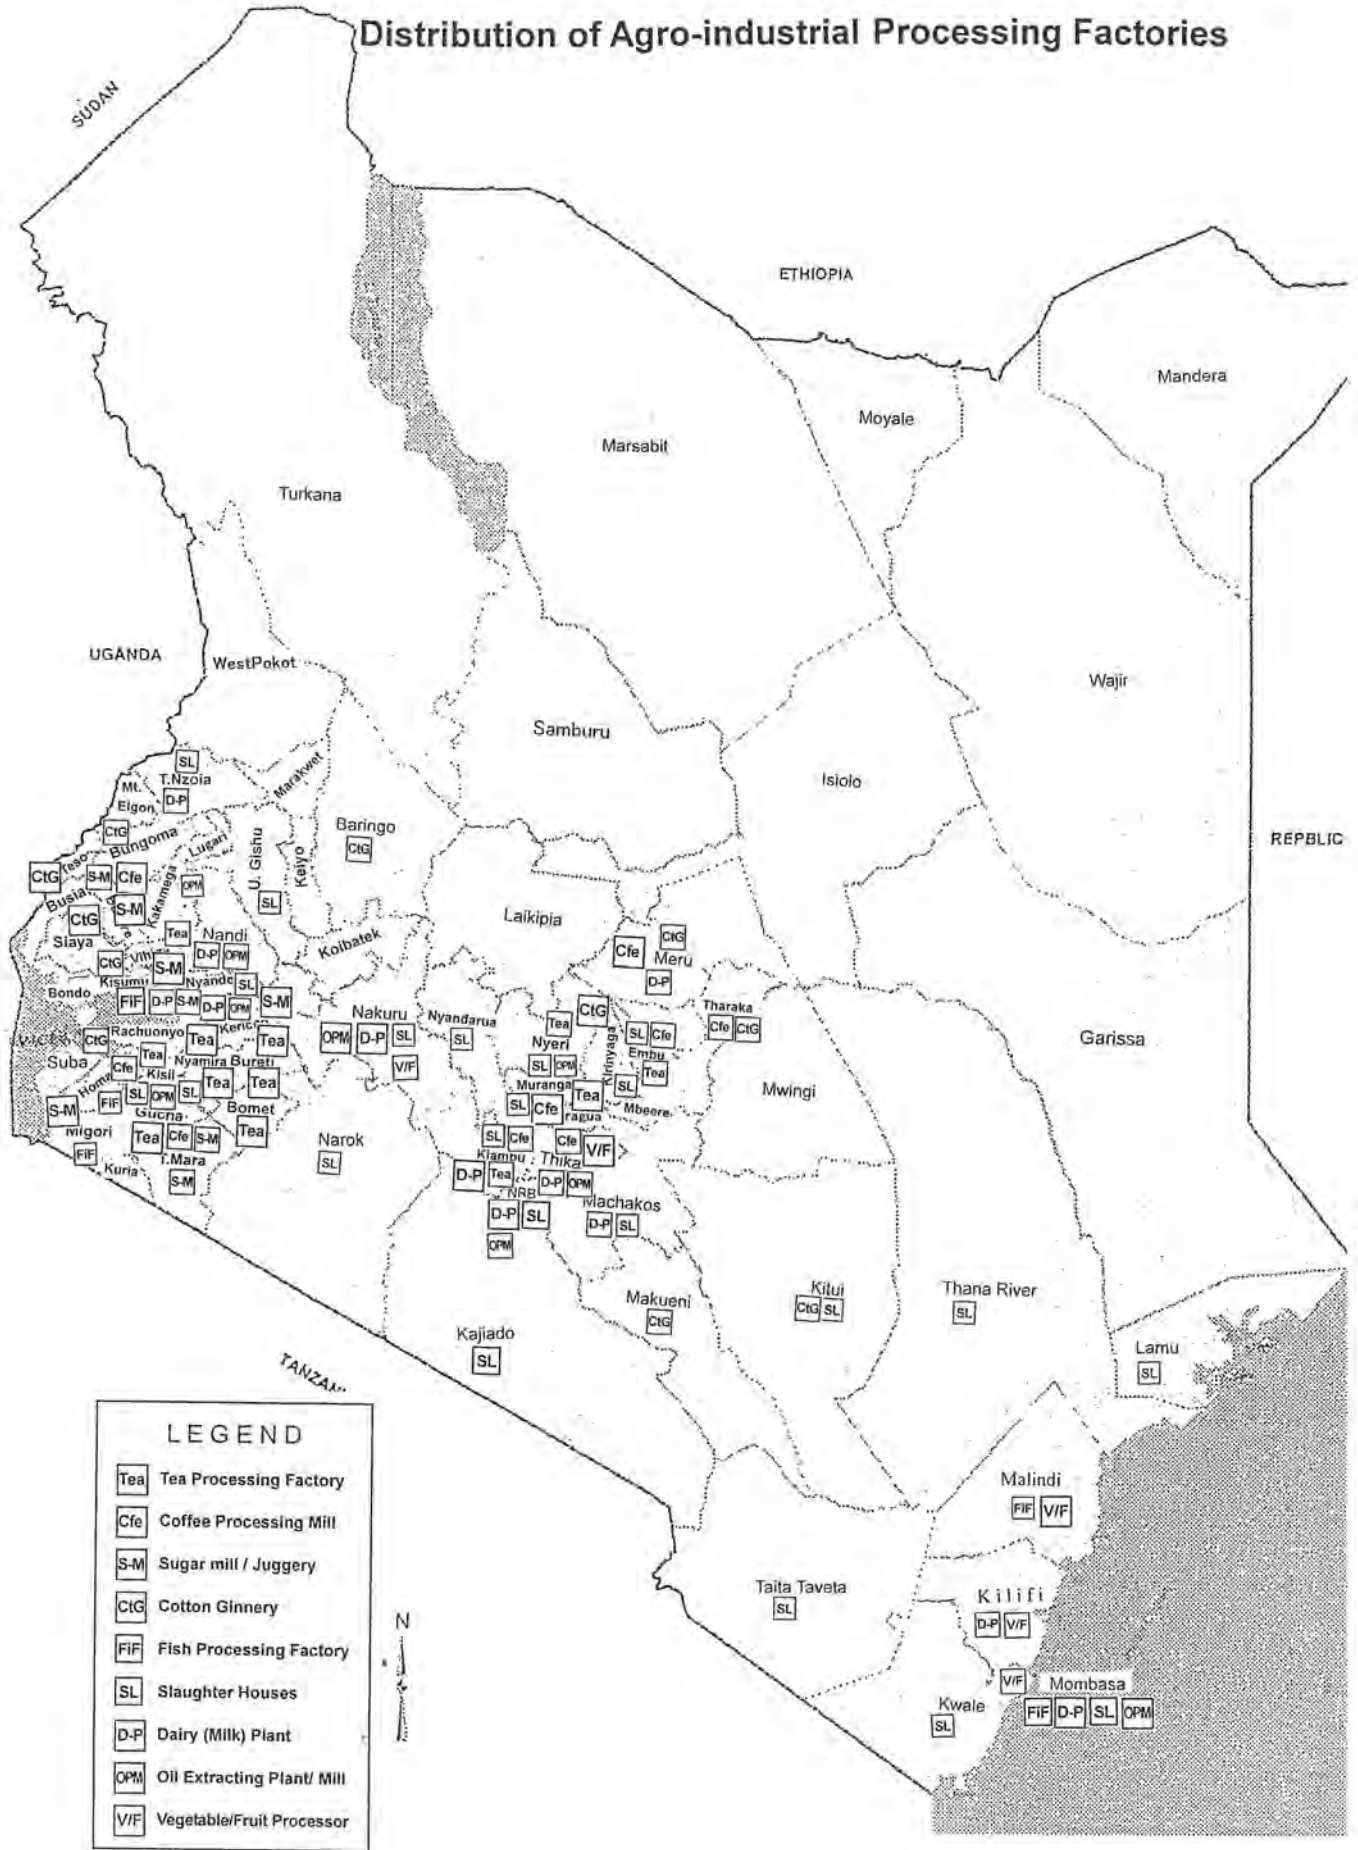 Distribution of Agro-industrial Processing Factories
SUDAN
ETHIOPIA
Mandera
Moyale
Marsabit
Turkana
UGANDA
WestPokot
Wajir
Samburu
Isiolo
SL
Mt.
Elgon
T.Nzoia
D-P
Marakwet
REPBLIC
CtG
Bungoma
Lugari
U. Gishu
Keiyo
Baringo
CtG
CtG
Teso
S-M
Cfe
Kakamega
OPM
SL
Busia
CtG
S-M
Laikipia
Siaya
Tea
Nandi
D-P
OPM
Koibatek
Cfe
CtG
Meru
D-P
CtG
S-M
Kisumu
SL
Bondo
FiF
D-P
S-M
D-P
OPM
S-M
Nakuru
OPM
D-P
SL
V/F
Nyandarua
SL
CtG
Tea
Nyeri
SL
OPM
Kirinyaga
SL
Cfe
Embu
Tea
Tharaka
Cfe
CtG
Garissa
CtG
Rachuonyo
Tea
Tea
Tea
Suba
Cfe
Kisii
Nyamira
Bureti
Homa
FiF
SL
OPM
SL
Tea
Tea
Muranga
SL
Cfe
Tea
ragua
SL
Mbeere
Mwingi
S-M
Gucha
Bomet
Tea
Migori
Tea
Cfe
S-M
FiF
Kuria
T.Mara
S-M
Narok
SL
SL
Cfe
Kiambu
Cfe
V/F
Thika
D-P
Tea
D-P
OPM
NRB
D-P
SL
OPM
Machakos
D-P
SL
Makueni
CtG
Kitui
CtG
SL
Thana River
SL
Kajiado
SL
Lamu
SL
TANZANI
Malindi
FiF
V/F
Taita Taveta
SL
Kilifi
D-P
V/F
V/F
Mombasa
FiF
D-P
SL
OPM
Kwale
SL
LEGEND
Tea Tea Processing Factory
Cfe Coffee Processing Mill
S-M Sugar mill / Juggery
CtG Cotton Ginnery
FiF Fish Processing Factory
SL Slaughter Houses
D-P Dairy (Milk) Plant
OPM Oil Extracting Plant/ Mill
V/F Vegetable/Fruit Processor
N